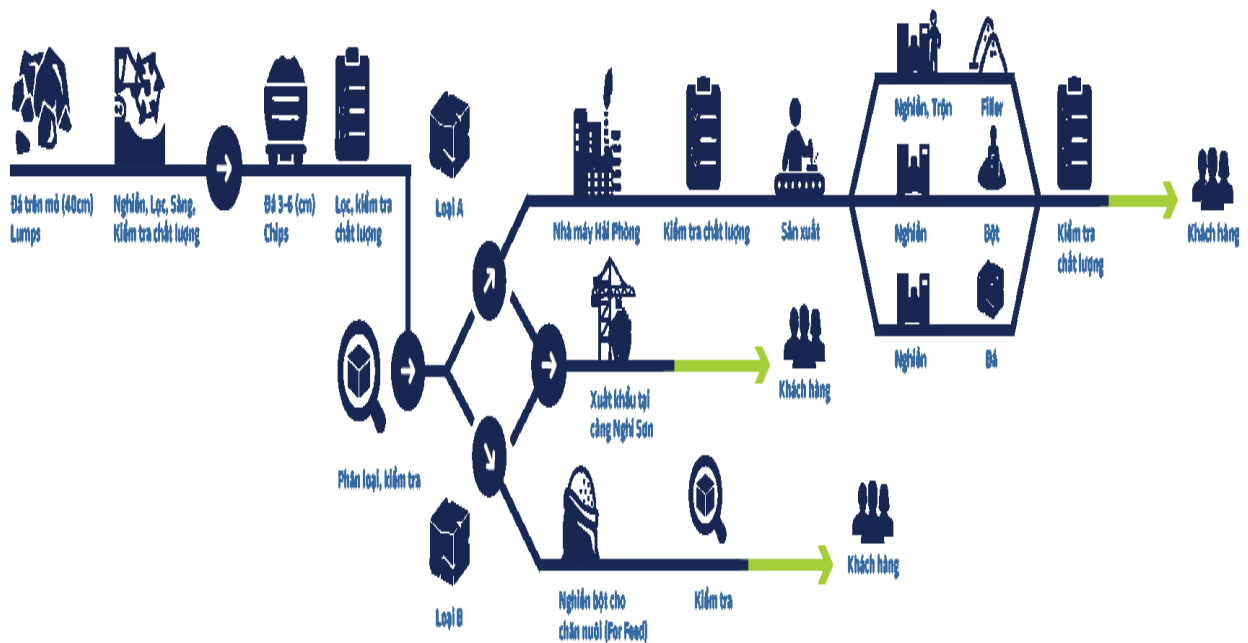 Đá trên mỏ (40cm)
Lumps
Nghiền, Lọc, Sàng,
Kiểm tra chất lượng
Đá 3-6 (cm)
Chips
Lọc, kiểm tra
chất lượng
Loại A
Phân loại, kiểm tra
Loại B
Nhà máy Hải Phòng
Kiểm tra chất lượng
Sản xuất
Nghiền, Trộn
Filler
Nghiền
Bột
Nghiền
Đá
Kiểm tra
chất lượng
Khách hàng
Xuất khẩu tại
cảng Nghi Sơn
Khách hàng
Nghiền bột cho
chăn nuôi (For Feed)
Kiểm tra
Khách hàng